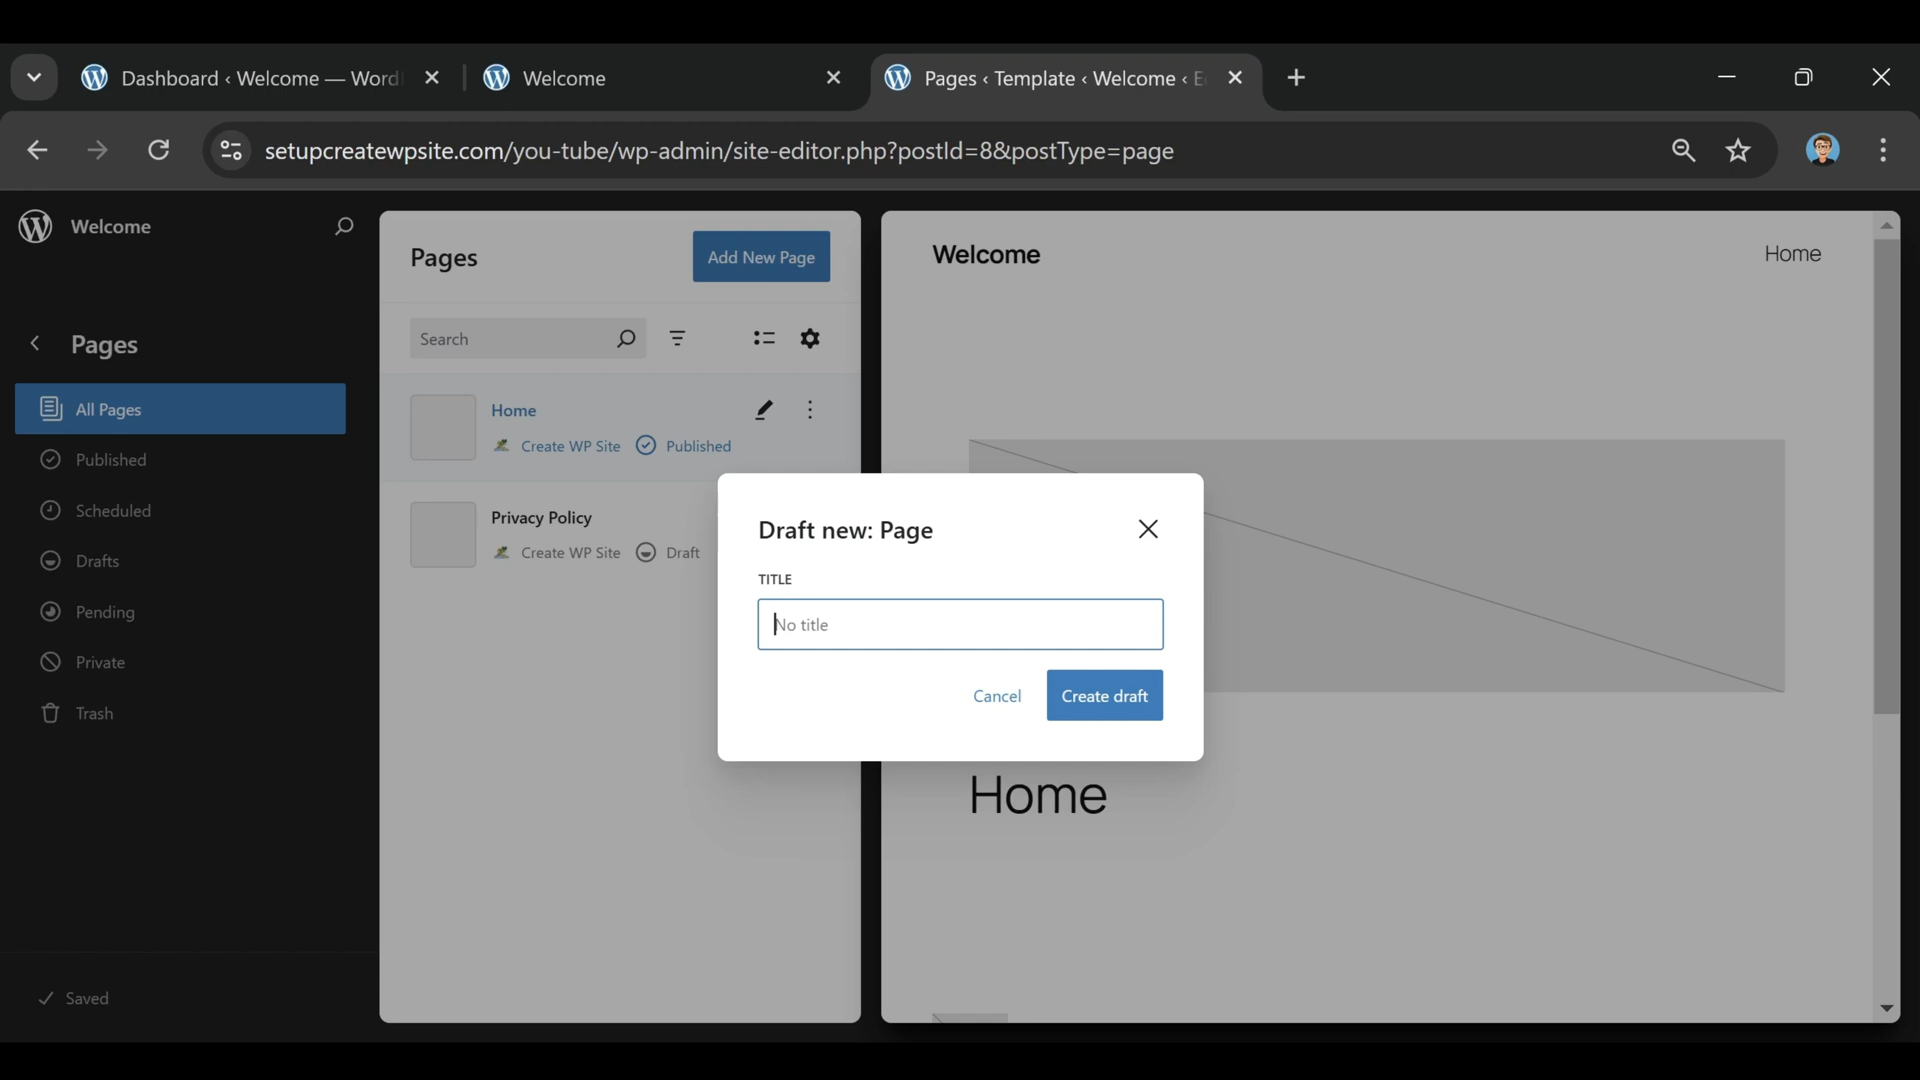 Dashboard ‹ Welcome — Word
Welcome
Pages ‹ Template ‹ Welcome ‹ E
setupcreatewpsite.com/you-tube/wp-admin/site-editor.php?postId=8&postType=page
Welcome
Pages
All Pages
Published
Scheduled
Drafts
Pending
Private
Trash
Saved
Pages
Add New Page
Search
Home
Create WP Site
Published
Privacy Policy
Create WP Site
Draft
Welcome
Home
Home
Draft new: Page
TITLE
No title
Cancel
Create draft